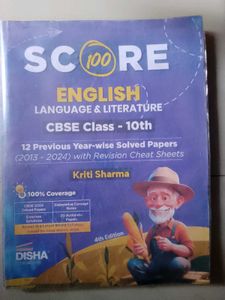 SCORE
100
ENGLISH
LANGUAGE & LITERATURE
CBSE Class - 10th
12 Previous Year-wise Solved Papers
(2013 - 2024) with Revision Cheat Sheets
Kriti Sharma
100% Coverage
4th Edition
DISHA